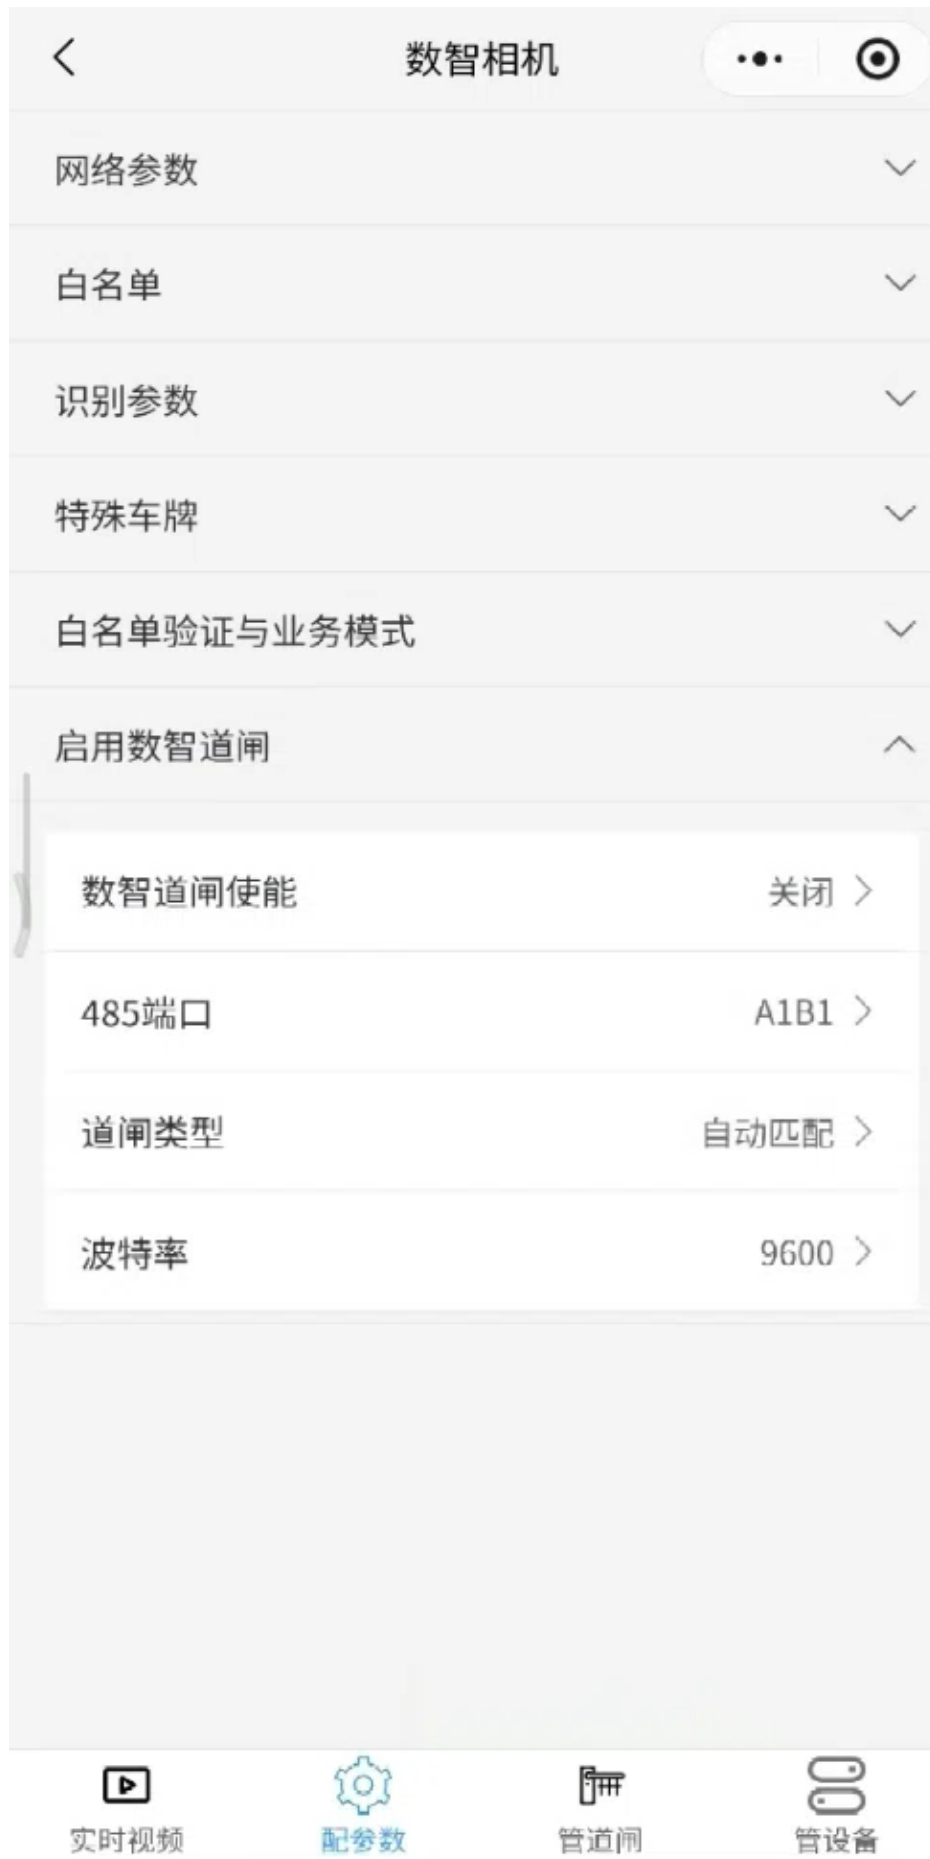 数智相机
网络参数
白名单
识别参数
特殊车牌
白名单验证与业务模式
启用数智道闸
数智道闸使能 关闭
485端口 A1B1
道闸类型 自动匹配
波特率 9600
实时视频 配参数 管道闸 管设备